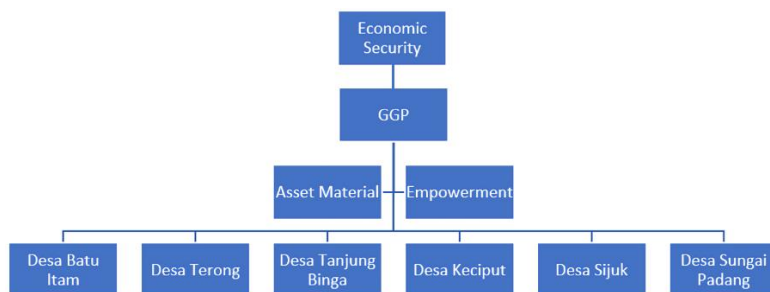 Economic
Security
GGP
Asset Material
Empowerment
Desa Batu
Itam
Desa Terong
Desa Tanjung
Binga
Desa Keciput
Desa Sijuk
Desa Sungai
Padang